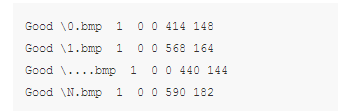 Good \0.bmp 1 0 0 414 148
Good \1.bmp 1 0 0 568 164
Good \....bmp 1 0 0 440 144
Good \N.bmp 1 0 0 590 182